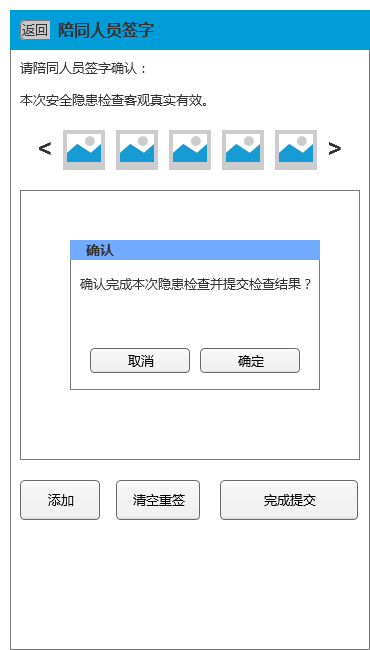 返回 陪同人员签字
请陪同人员签字确认：
本次安全隐患检查客观真实有效。
< >
确认
确认完成本次隐患检查并提交检查结果？
取消 确定
添加 清空重签 完成提交